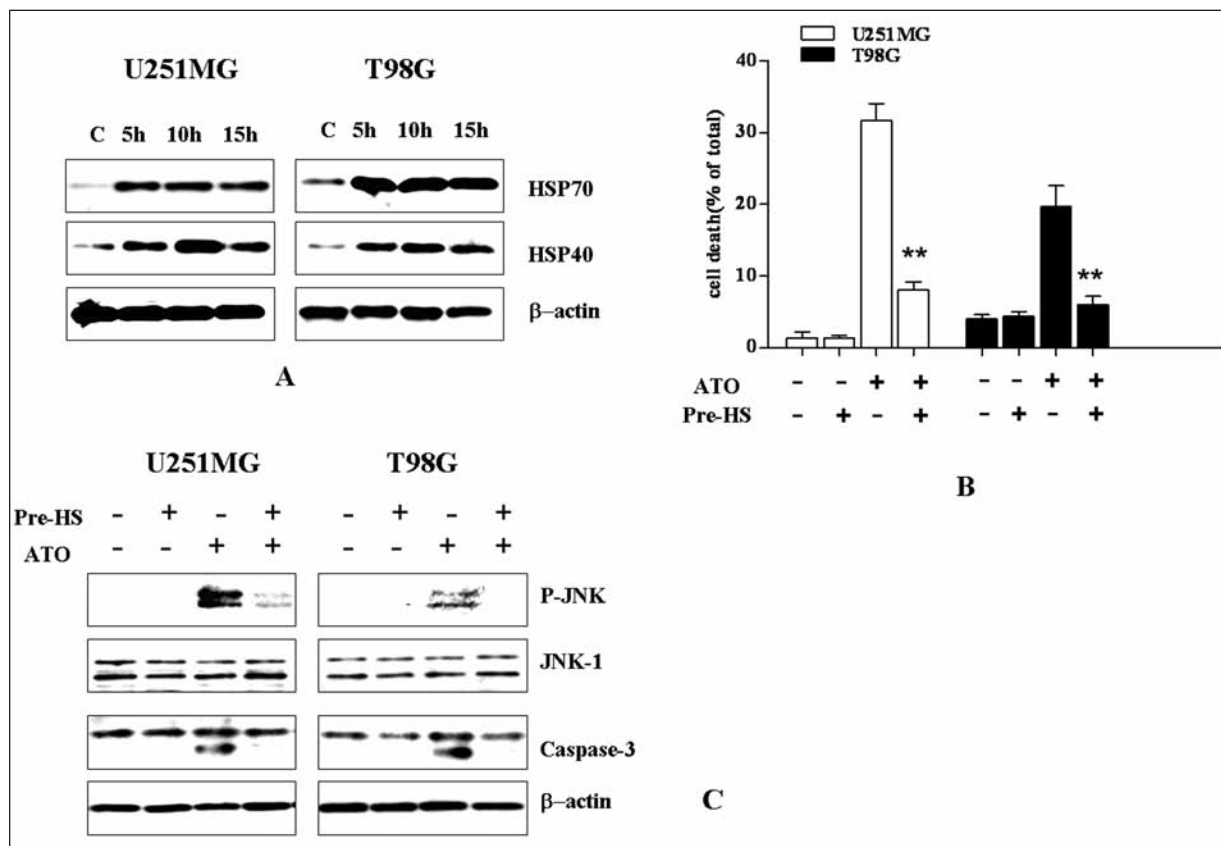 U251MG T98G
C 5h 10h 15h C 5h 10h 15h
HSP70
HSP40
β-actin
A
U251MG
T98G
cell death(% of total)
40
30
20
10
0
** **
ATO - - + + - - + +
Pre-HS - + - + - + - +
B
U251MG T98G
Pre-HS - + - + - + - +
ATO - - + + - - + +
P-JNK
JNK-1
Caspase-3
β-actin
C